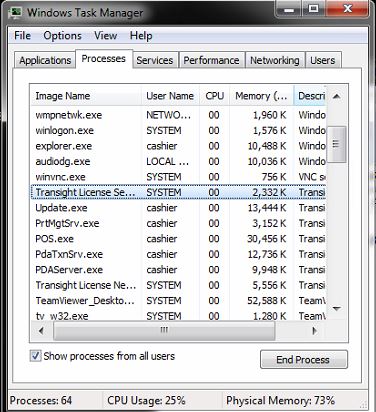 Windows Task Manager
File Options View Help
Applications Processes Services Performance Networking Users
Image Name User Name CPU Memory (... Descri
wmpnetwk.exe NETWO... 00 1,960 K Windo
winlogon.exe SYSTEM 00 1,576 K Windo
explorer.exe cashier 00 10,488 K Windo
audiodg.exe LOCAL ... 00 10,036 K Windo
winvnc.exe SYSTEM 00 756 K VNC se
Transight License Se... SYSTEM 00 2,332 K Transi
Update.exe cashier 00 13,444 K Transi
PrtMgtSrv.exe cashier 00 3,152 K Transi
POS.exe cashier 00 30,456 K Transi
PdaTxnSrv.exe cashier 00 12,736 K Transi
PDAServer.exe cashier 00 9,948 K Transi
Transight License Ne... SYSTEM 00 5,556 K Transi
TeamViewer_Deskto... SYSTEM 00 52,588 K TeamV
tv_w32.exe SYSTEM 00 1,280 K TeamV
Show processes from all users
End Process
Processes: 64 CPU Usage: 25% Physical Memory: 73%